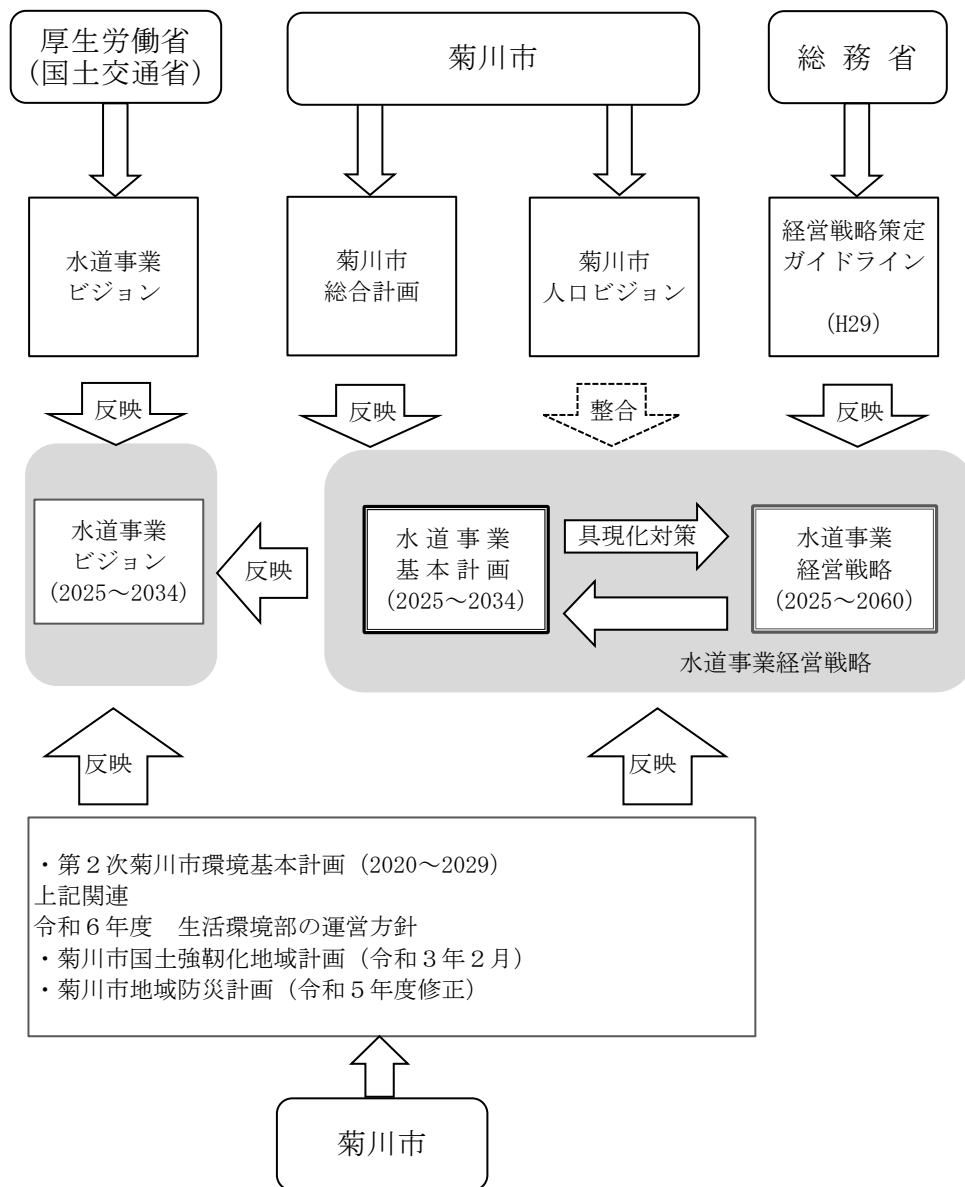 厚生労働省
(国土交通省)
菊川市
総務省
水道事業
ビジョン
菊川市
総合計画
菊川市
人口ビジョン
経営戦略策定
ガイドライン
(H29)
反映
反映
整合
反映
水道事業
ビジョン
(2025～2034)
反映
水道事業
基本計画
(2025～2034)
具現化対策
水道事業
経営戦略
(2025～2060)
水道事業経営戦略
反映
反映
・第２次菊川市環境基本計画（2020～2029）
上記関連
令和６年度　生活環境部の運営方針
・菊川市国土強靭化地域計画（令和３年２月）
・菊川市地域防災計画（令和５年度修正）
菊川市